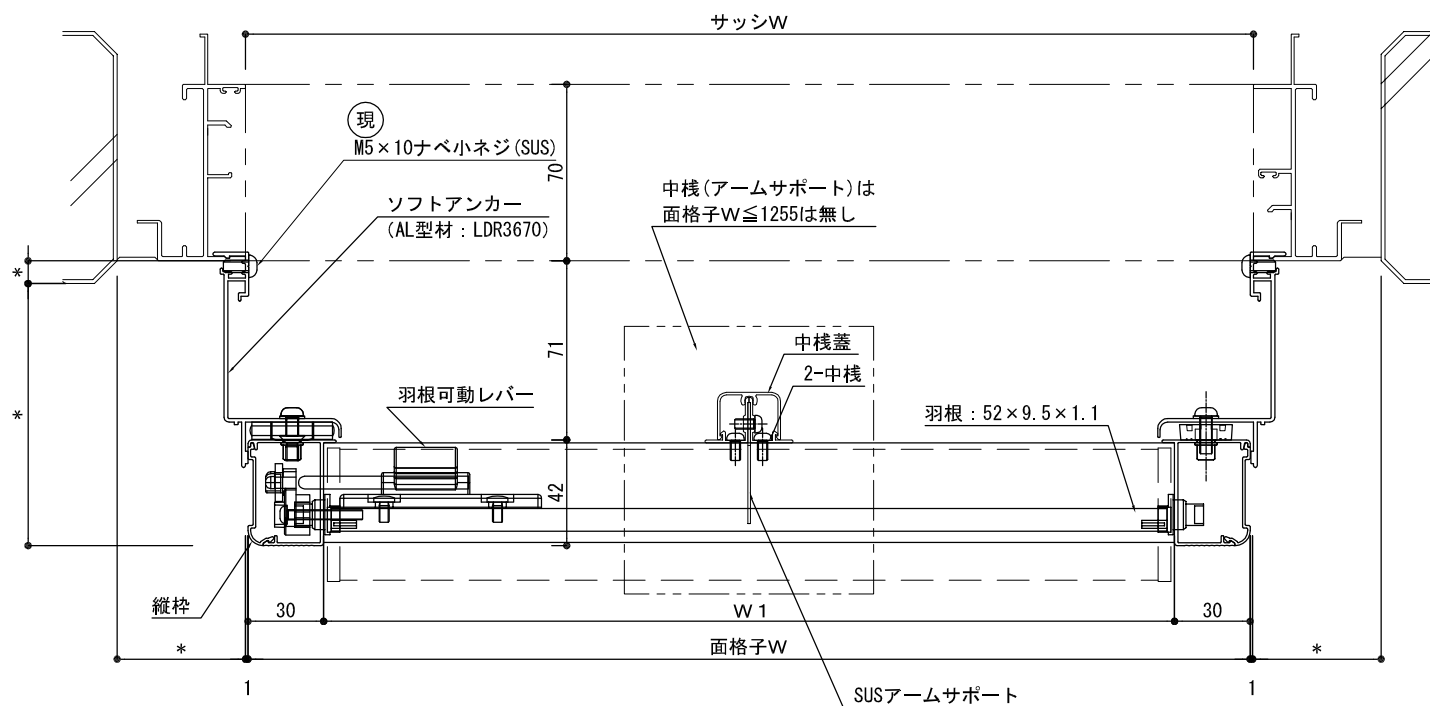 サッシW
現
M5×10ナベ小ネジ(SUS)
70
ソフトアンカー
(AL型材：LDR3670)
中桟(アームサポート)は
面格子W≦1255は無し
*
71
中桟蓋
2-中桟
羽根可動レバー
羽根：52×9.5×1.1
*
42
縦枠
30
W1
30
*
面格子W
*
1
1
SUSアームサポート